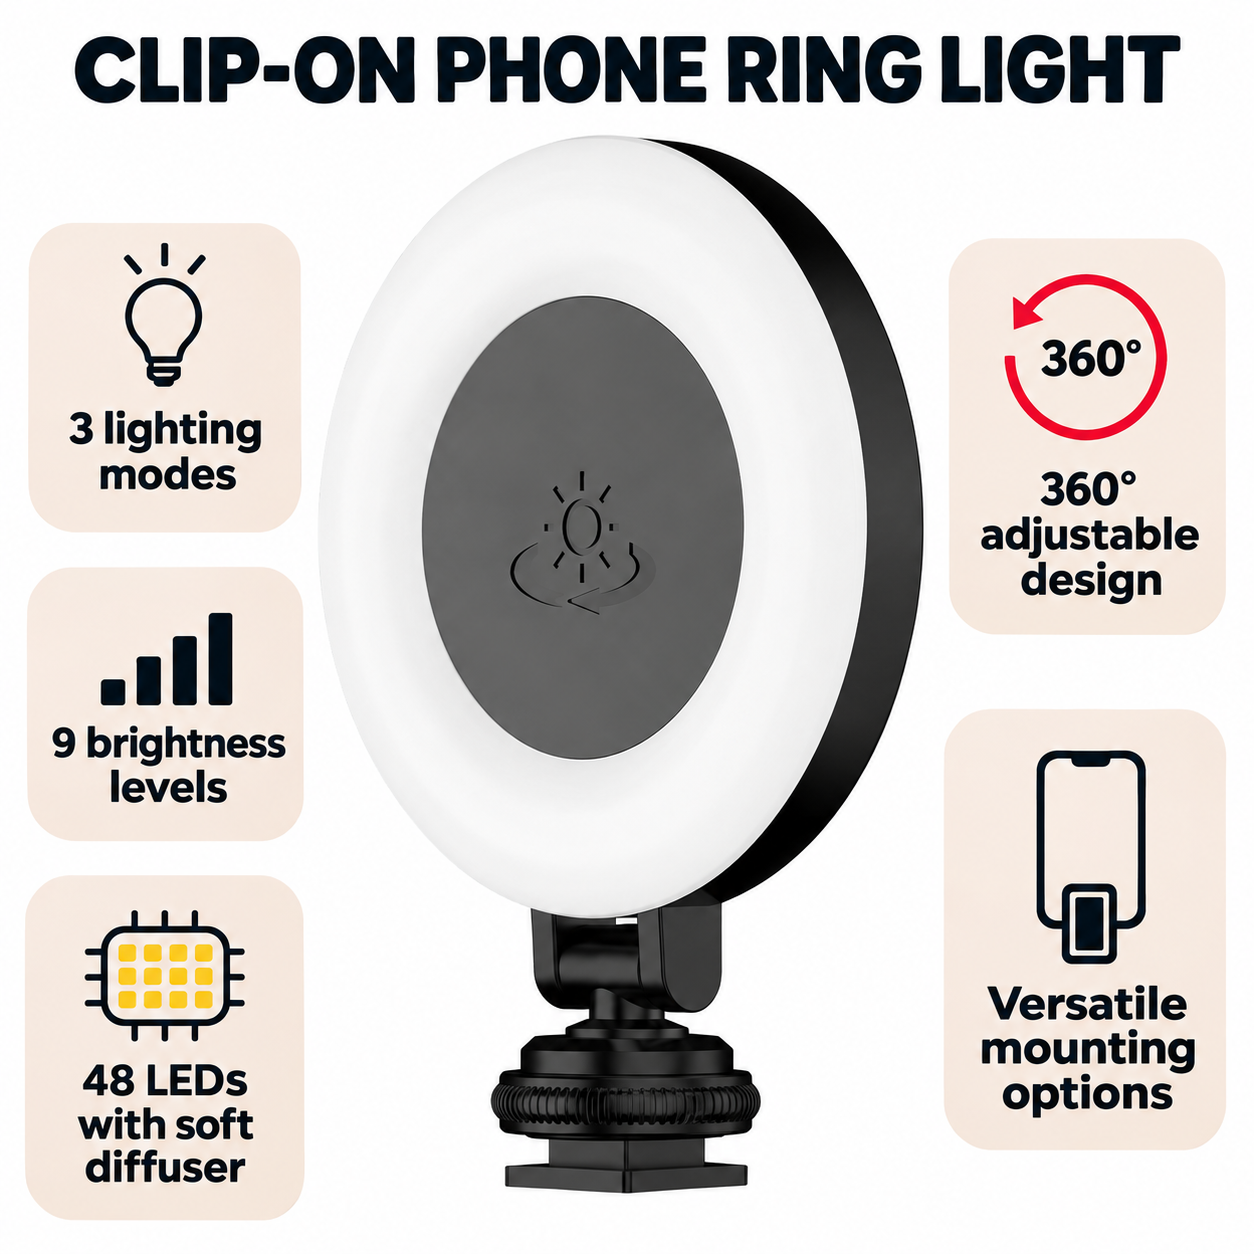 CLIP-ON PHONE RING LIGHT
3 lighting
modes
9 brightness
levels
48 LEDs
with soft
diffuser
360°
360°
adjustable
design
Versatile
mounting
options